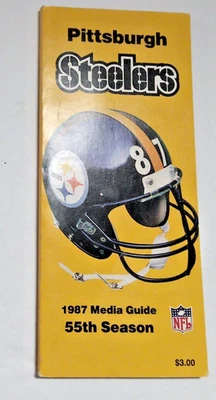 Pittsburgh
Steelers
87
1987 Media Guide
55th Season
NFL
$3.00